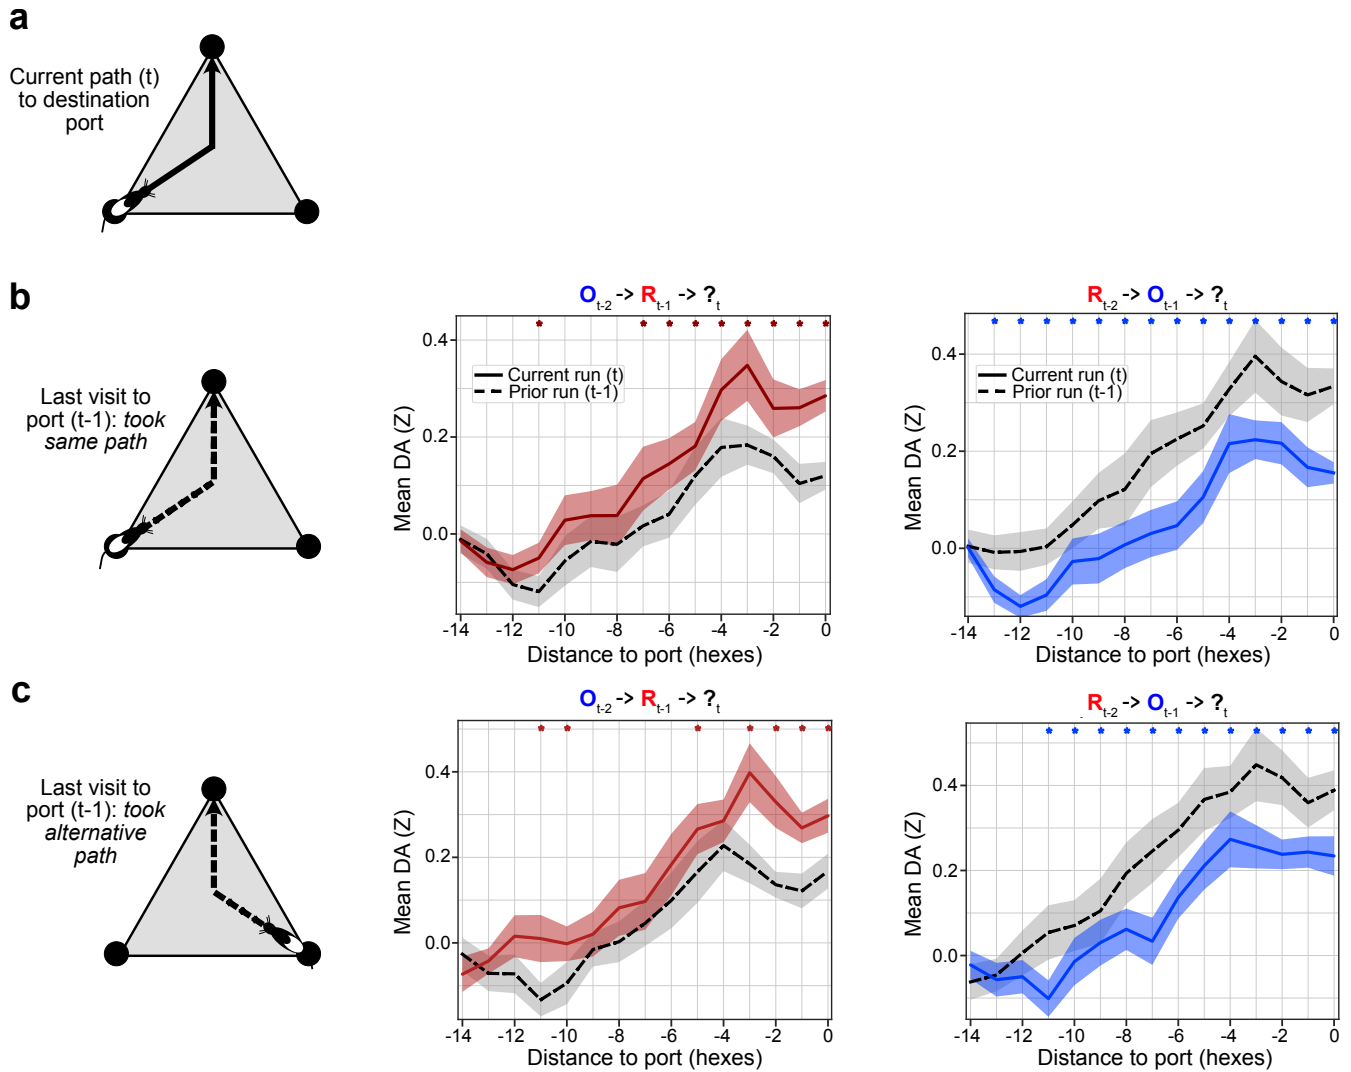 a
Current path (t)
to destination
port
b
Last visit to
port (t-1): took
same path
O t-2 -> R t-1 -> ? t
Current run (t)
Prior run (t-1)
Mean DA (Z)
0.4
0.2
0.0
-14 -12 -10 -8 -6 -4 -2 0
Distance to port (hexes)
R t-2 -> O t-1 -> ? t
Current run (t)
Prior run (t-1)
Mean DA (Z)
0.4
0.2
0.0
-14 -12 -10 -8 -6 -4 -2 0
Distance to port (hexes)
c
Last visit to
port (t-1): took
alternative
path
O t-2 -> R t-1 -> ? t
Mean DA (Z)
0.4
0.2
0.0
-14 -12 -10 -8 -6 -4 -2 0
Distance to port (hexes)
R t-2 -> O t-1 -> ? t
Mean DA (Z)
0.4
0.2
0.0
-14 -12 -10 -8 -6 -4 -2 0
Distance to port (hexes)